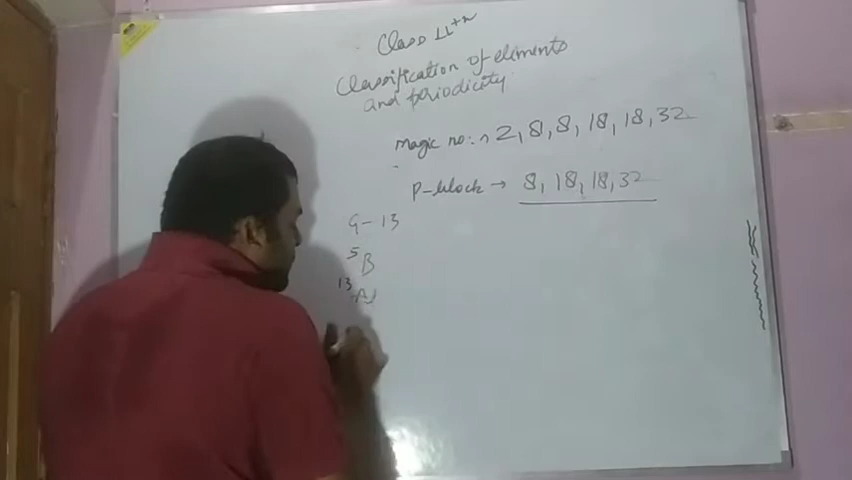 Class 11th
Classification of elements
and periodicity
Magic no:→ 2, 8, 8, 18, 18, 32
P-block → 8, 18, 18, 32
G-13
5B
13Al